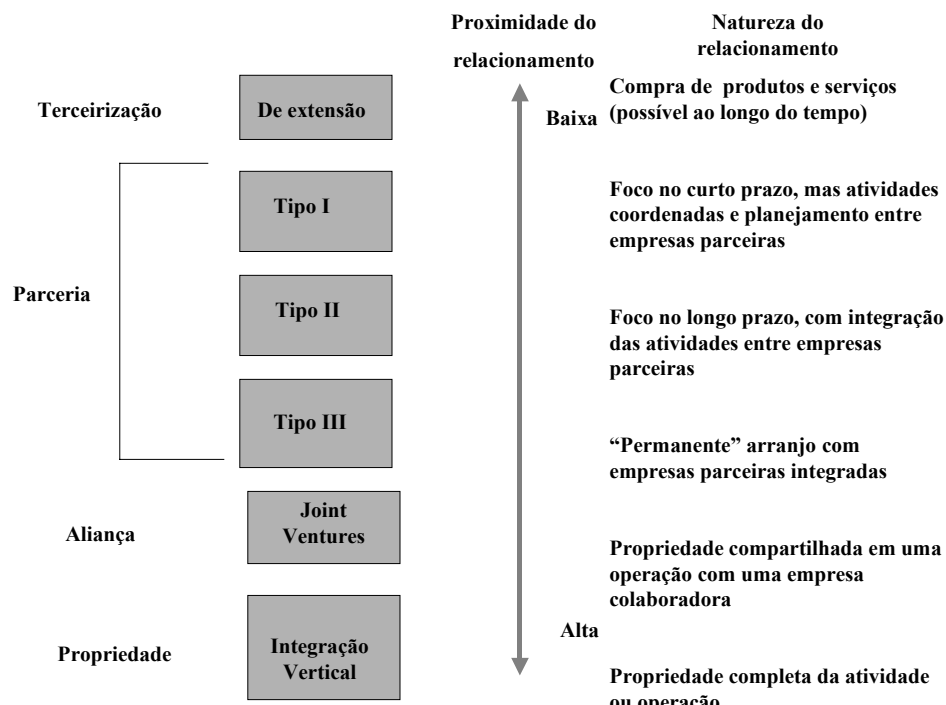 Proximidade do
relacionamento
Natureza do
relacionamento
Terceirização
De extensão
Baixa
Compra de produtos e serviços
(possível ao longo do tempo)
Parceria
Tipo I
Foco no curto prazo, mas atividades
coordenadas e planejamento entre
empresas parceiras
Tipo II
Foco no longo prazo, com integração
das atividades entre empresas
parceiras
Tipo III
“Permanente” arranjo com
empresas parceiras integradas
Aliança
Joint
Ventures
Propriedade compartilhada em uma
operação com uma empresa
colaboradora
Propriedade
Integração
Vertical
Alta
Propriedade completa da atividade
ou operação